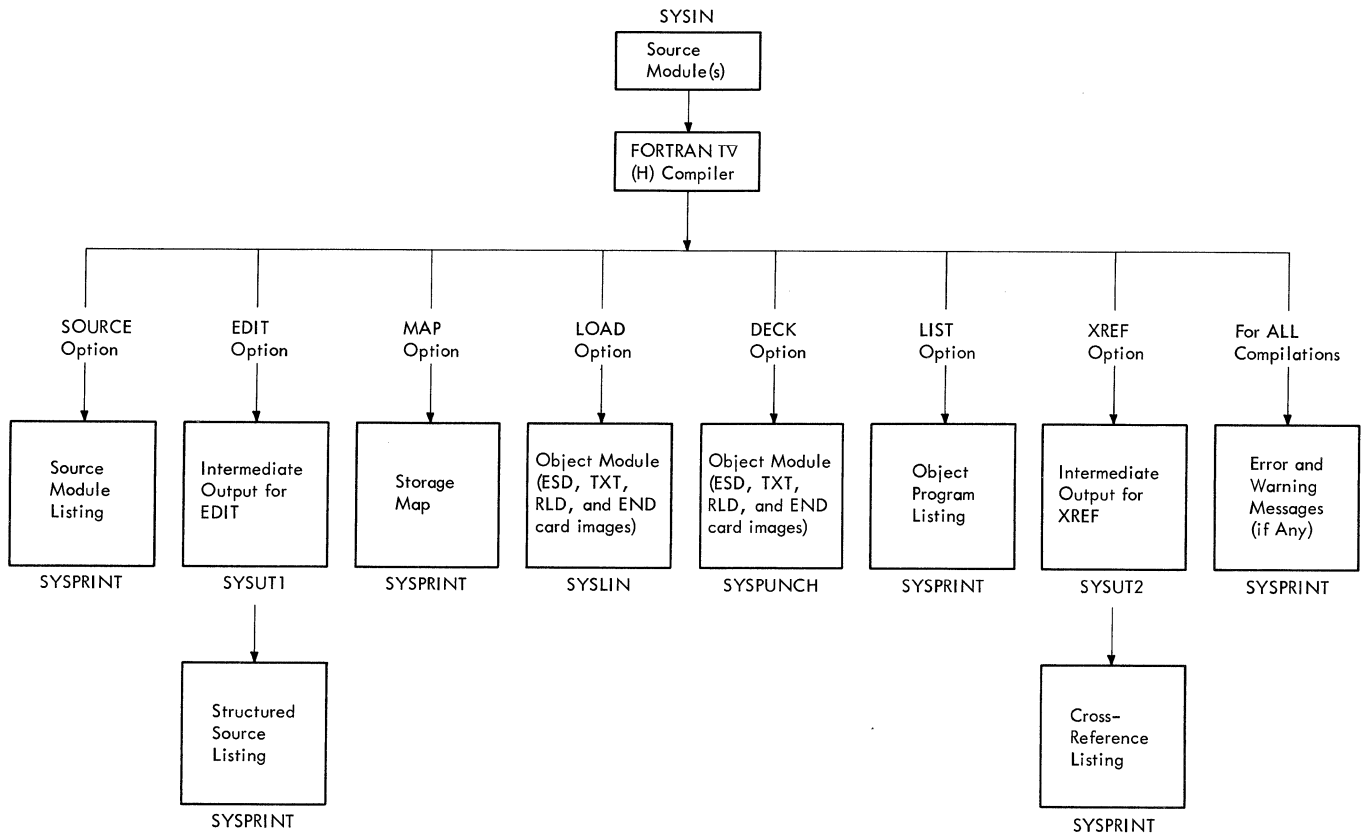 SYSIN
Source
Module(s)
FORTRAN IV
(H) Compiler
SOURCE
Option
EDIT
Option
MAP
Option
LOAD
Option
DECK
Option
LIST
Option
XREF
Option
For ALL
Compilations
Source
Module
Listing
SYSPRINT
Intermediate
Output for
EDIT
SYSUT1
Storage
Map
SYSPRINT
Object Module
(ESD, TXT,
RLD, and END
card images)
SYSLIN
Object Module
(ESD, TXT,
RLD, and END
card images)
SYSPUNCH
Object
Program
Listing
SYSPRINT
Intermediate
Output for
XREF
SYSUT2
Error and
Warning
Messages
(if Any)
SYSPRINT
Structured
Source
Listing
SYSPRINT
Cross-
Reference
Listing
SYSPRINT